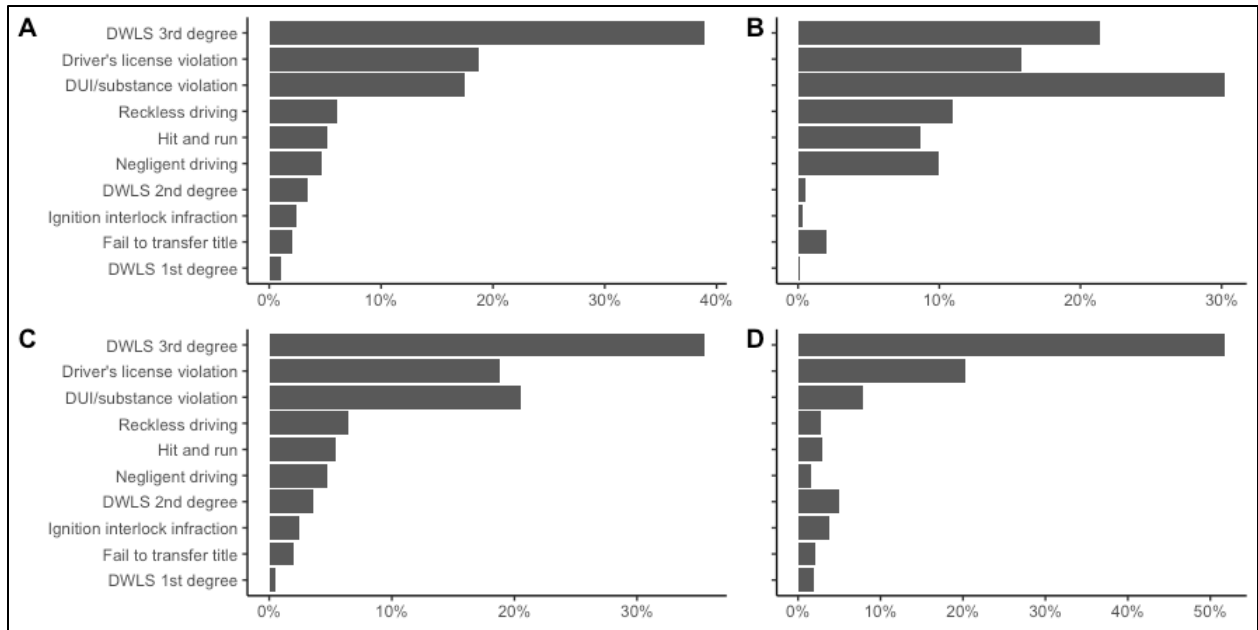 A
DWLS 3rd degree
Driver's license violation
DUI/substance violation
Reckless driving
Hit and run
Negligent driving
DWLS 2nd degree
Ignition interlock infraction
Fail to transfer title
DWLS 1st degree
0% 10% 20% 30% 40%
B
0% 10% 20% 30%
C
DWLS 3rd degree
Driver's license violation
DUI/substance violation
Reckless driving
Hit and run
Negligent driving
DWLS 2nd degree
Ignition interlock infraction
Fail to transfer title
DWLS 1st degree
0% 10% 20% 30%
D
0% 10% 20% 30% 40% 50%